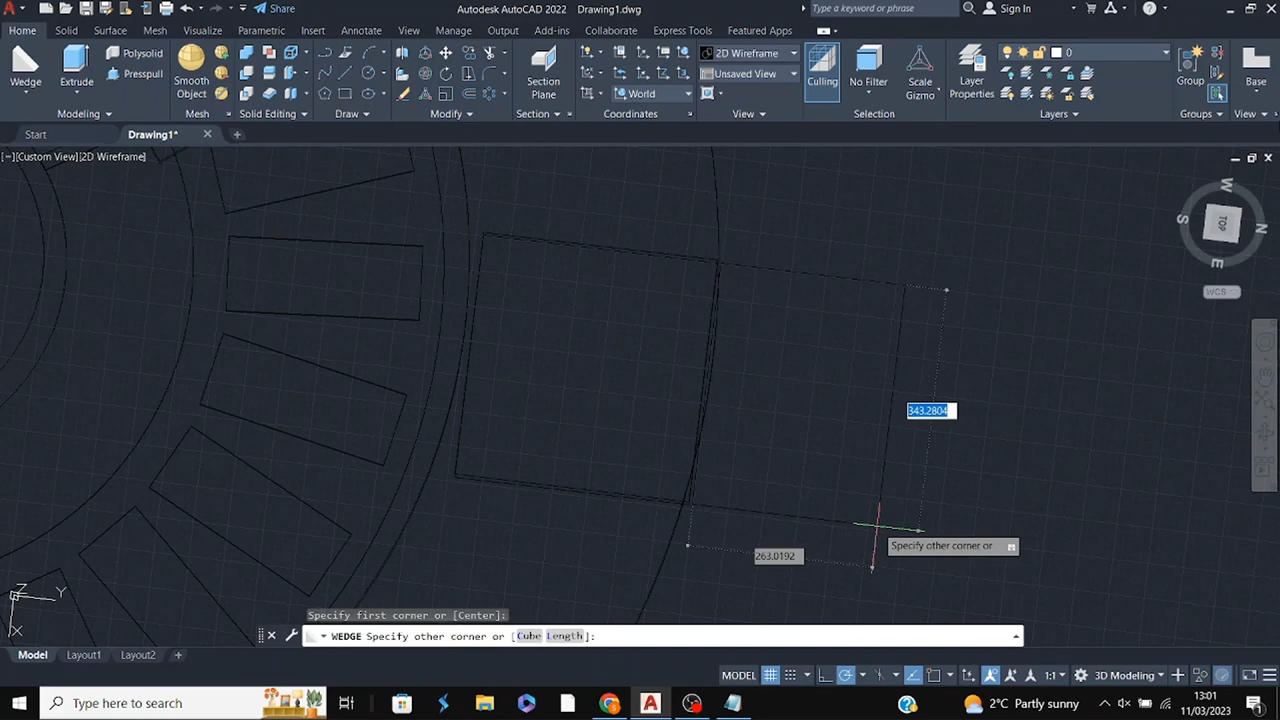 Share
Autodesk AutoCAD 2022 Drawing1.dwg
Type a keyword or phrase
Sign In
Home Solid Surface Mesh Visualize Parametric Insert Annotate View Manage Output Add-ins Collaborate Express Tools Featured Apps
Wedge
Extrude
Polysolid
Presspull
Smooth
Object
Section
Plane
2D Wireframe
Unsaved View
World
Culling
No Filter
Scale
Gizmo
Layer
Properties
0
Group
Base
Modeling Mesh Solid Editing Draw Modify Section Coordinates View Selection Layers Groups View
Start Drawing1*
[–][Custom View][2D Wireframe]
W
S
TOP
N
E
WCS
343.2804
Specify other corner or
263.0192
Z
Y
X
Specify first corner or [Center]:
WEDGE Specify other corner or [Cube Length]:
Model Layout1 Layout2
MODEL
1:1
3D Modeling
Type here to search
2°C Partly sunny
13:01
11/03/2023